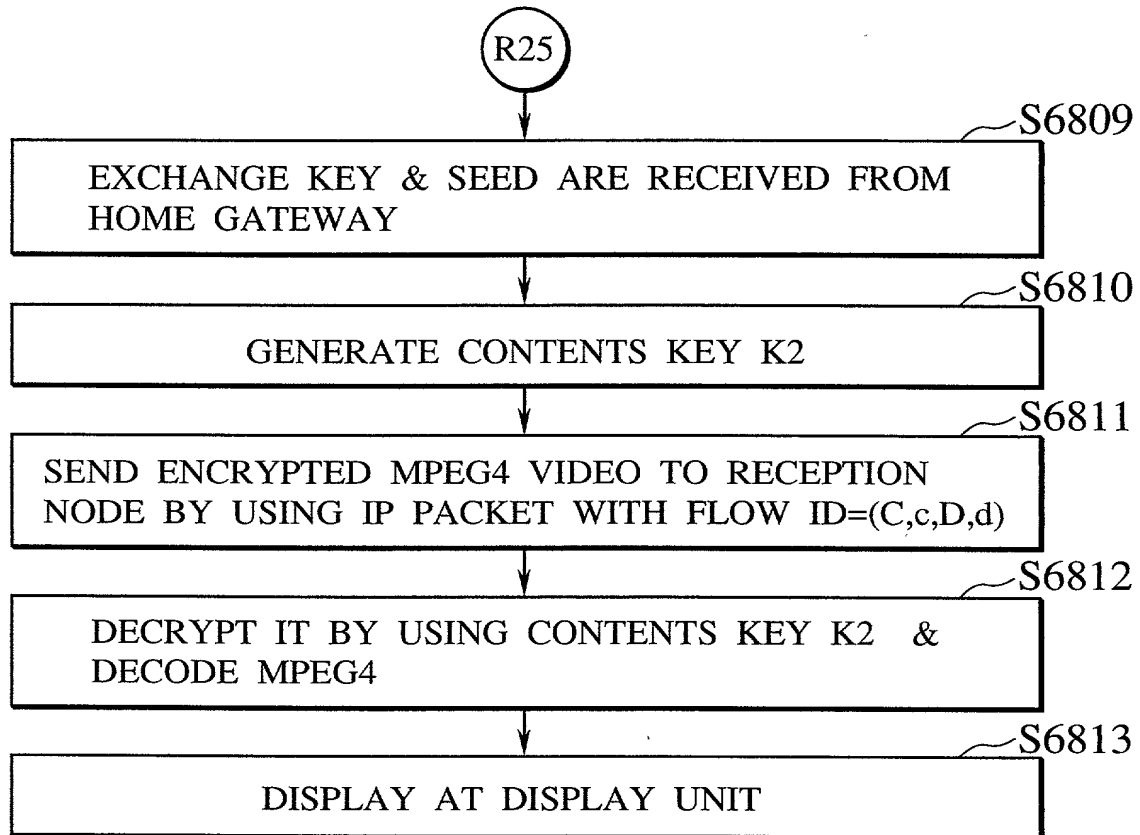 R25
S6809
EXCHANGE KEY & SEED ARE RECEIVED FROM
HOME GATEWAY
S6810
GENERATE CONTENTS KEY K2
S6811
SEND ENCRYPTED MPEG4 VIDEO TO RECEPTION
NODE BY USING IP PACKET WITH FLOW ID=(C,c,D,d)
S6812
DECRYPT IT BY USING CONTENTS KEY K2 &
DECODE MPEG4
S6813
DISPLAY AT DISPLAY UNIT